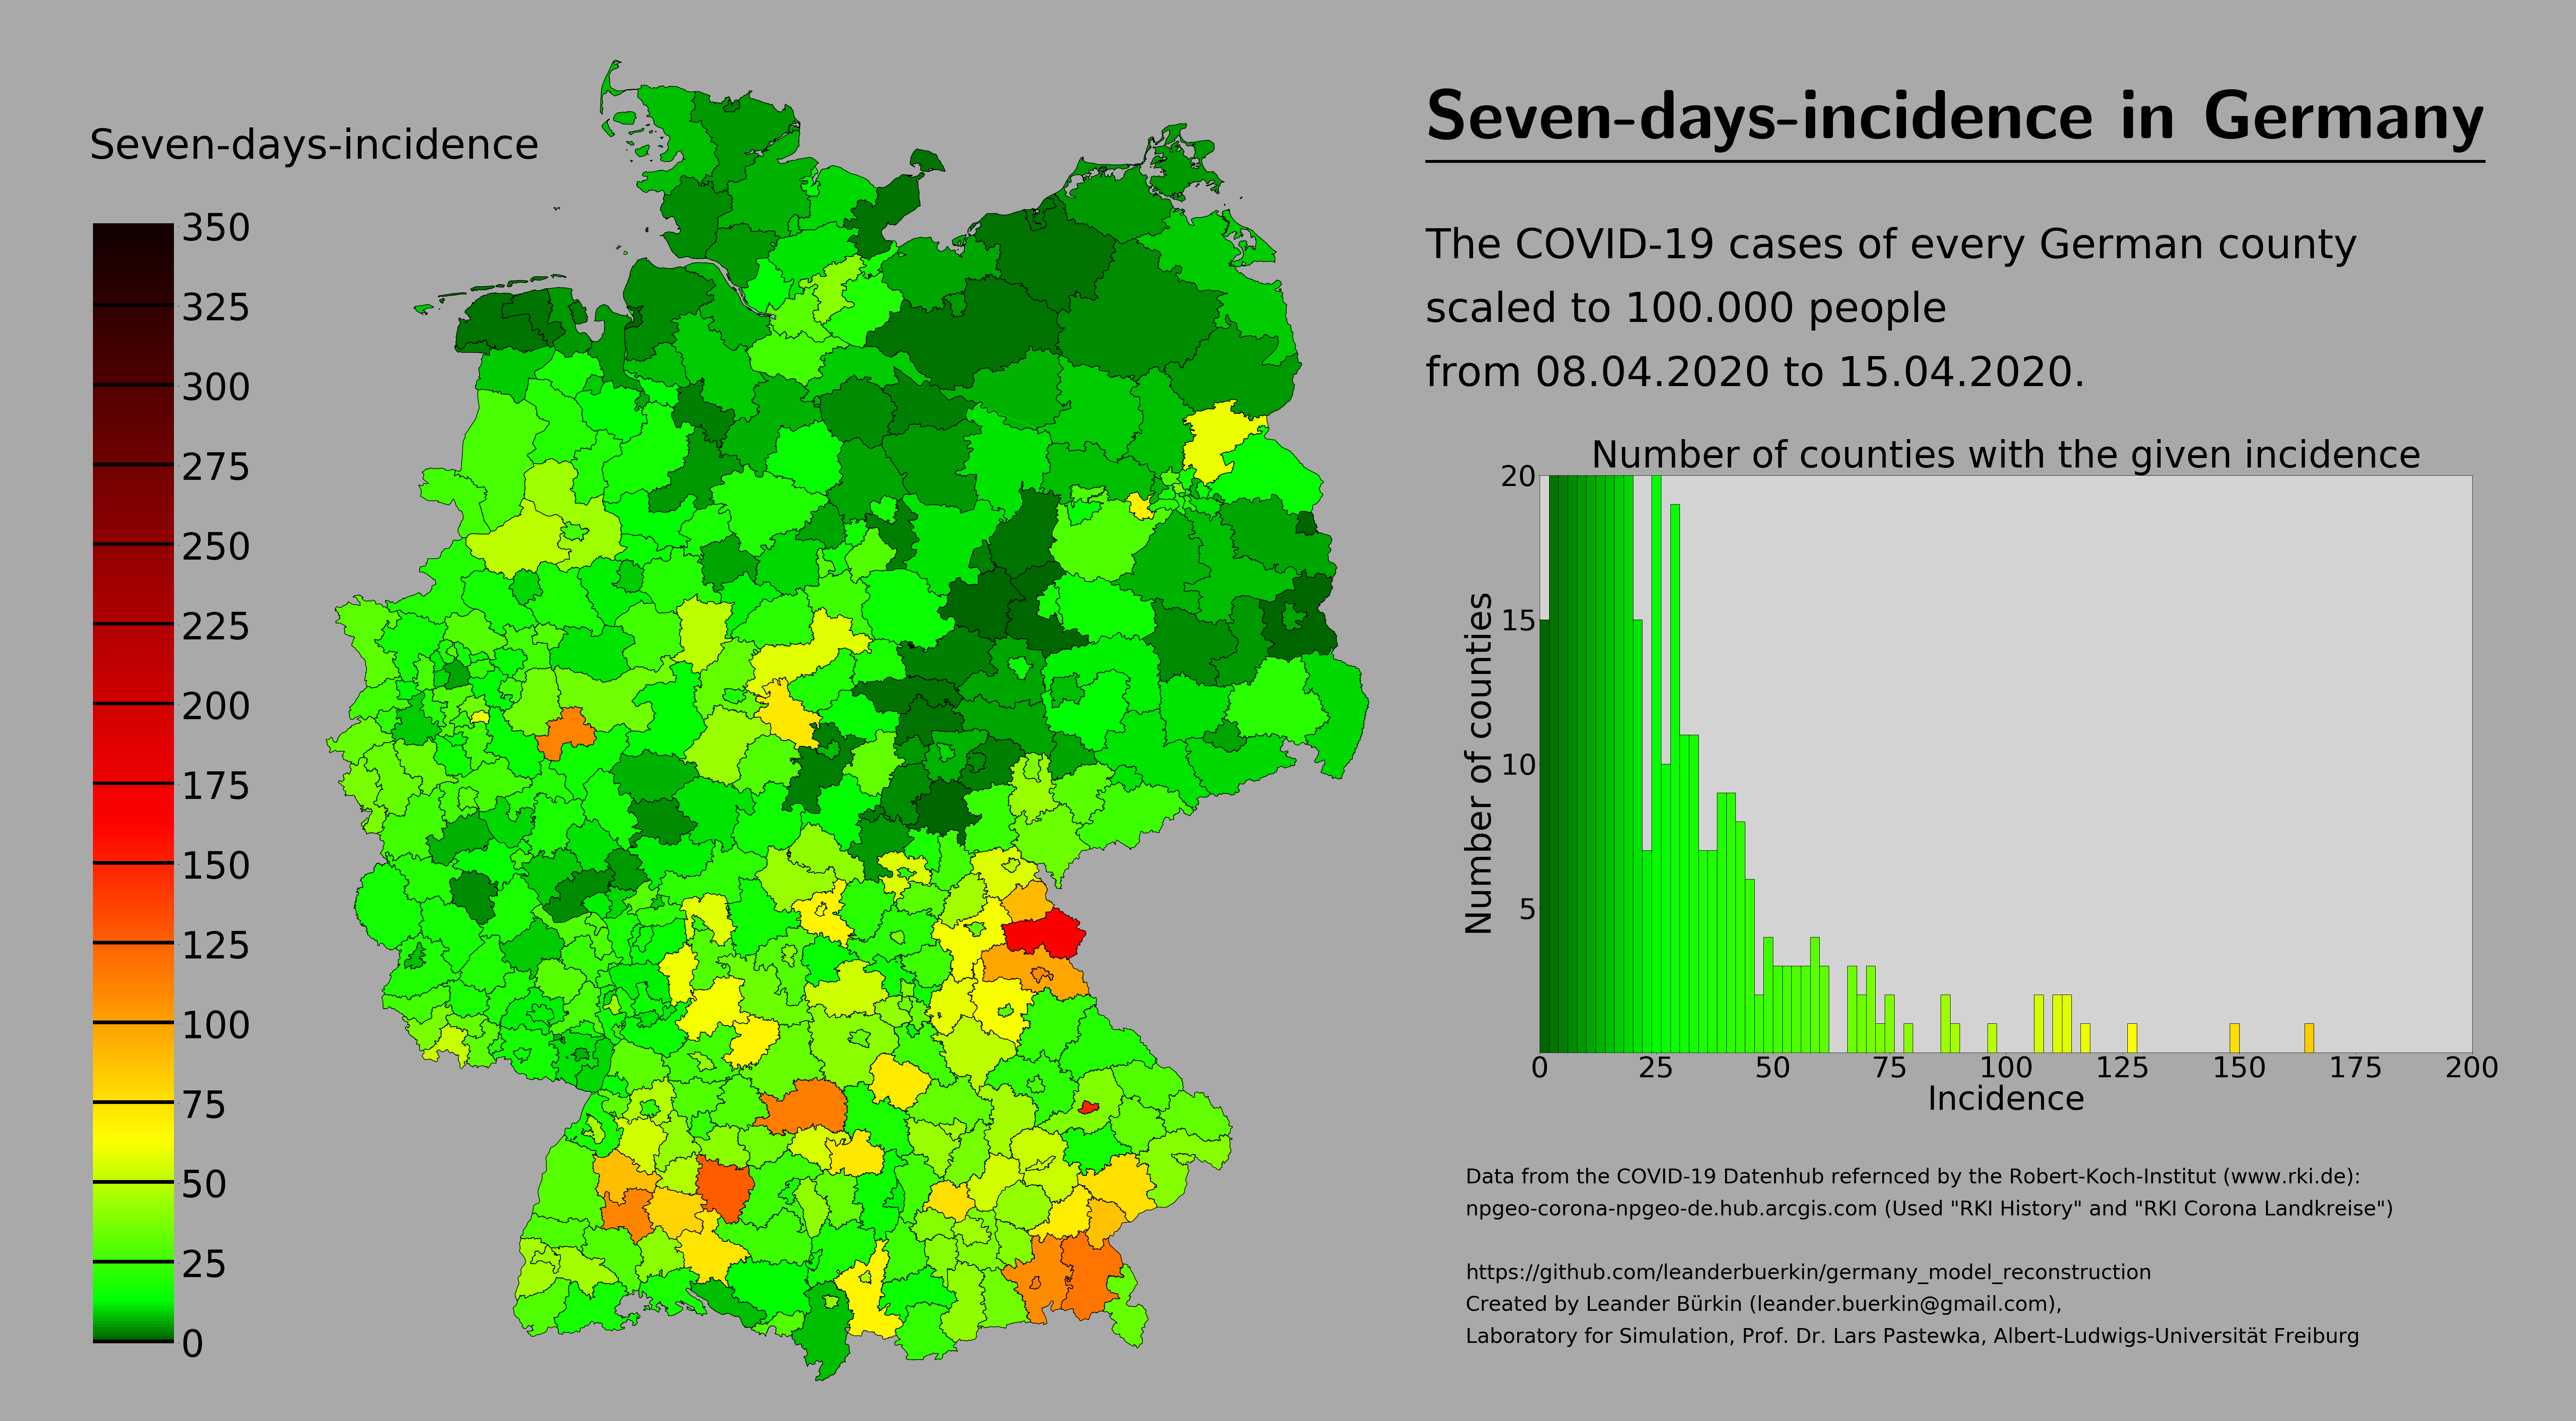 Seven-days-incidence in Germany
Seven-days-incidence
350
325
300
275
250
225
200
175
150
125
100
75
50
25
0
The COVID-19 cases of every German county
scaled to 100.000 people
from 08.04.2020 to 15.04.2020.
Number of counties with the given incidence
Number of counties
20
15
10
5
0 25 50 75 100 125 150 175 200
Incidence
Data from the COVID-19 Datenhub refernced by the Robert-Koch-Institut (www.rki.de):
npgeo-corona-npgeo-de.hub.arcgis.com (Used "RKI History" and "RKI Corona Landkreise")
https://github.com/leanderbuerkin/germany_model_reconstruction
Created by Leander Bürkin (leander.buerkin@gmail.com),
Laboratory for Simulation, Prof. Dr. Lars Pastewka, Albert-Ludwigs-Universität Freiburg